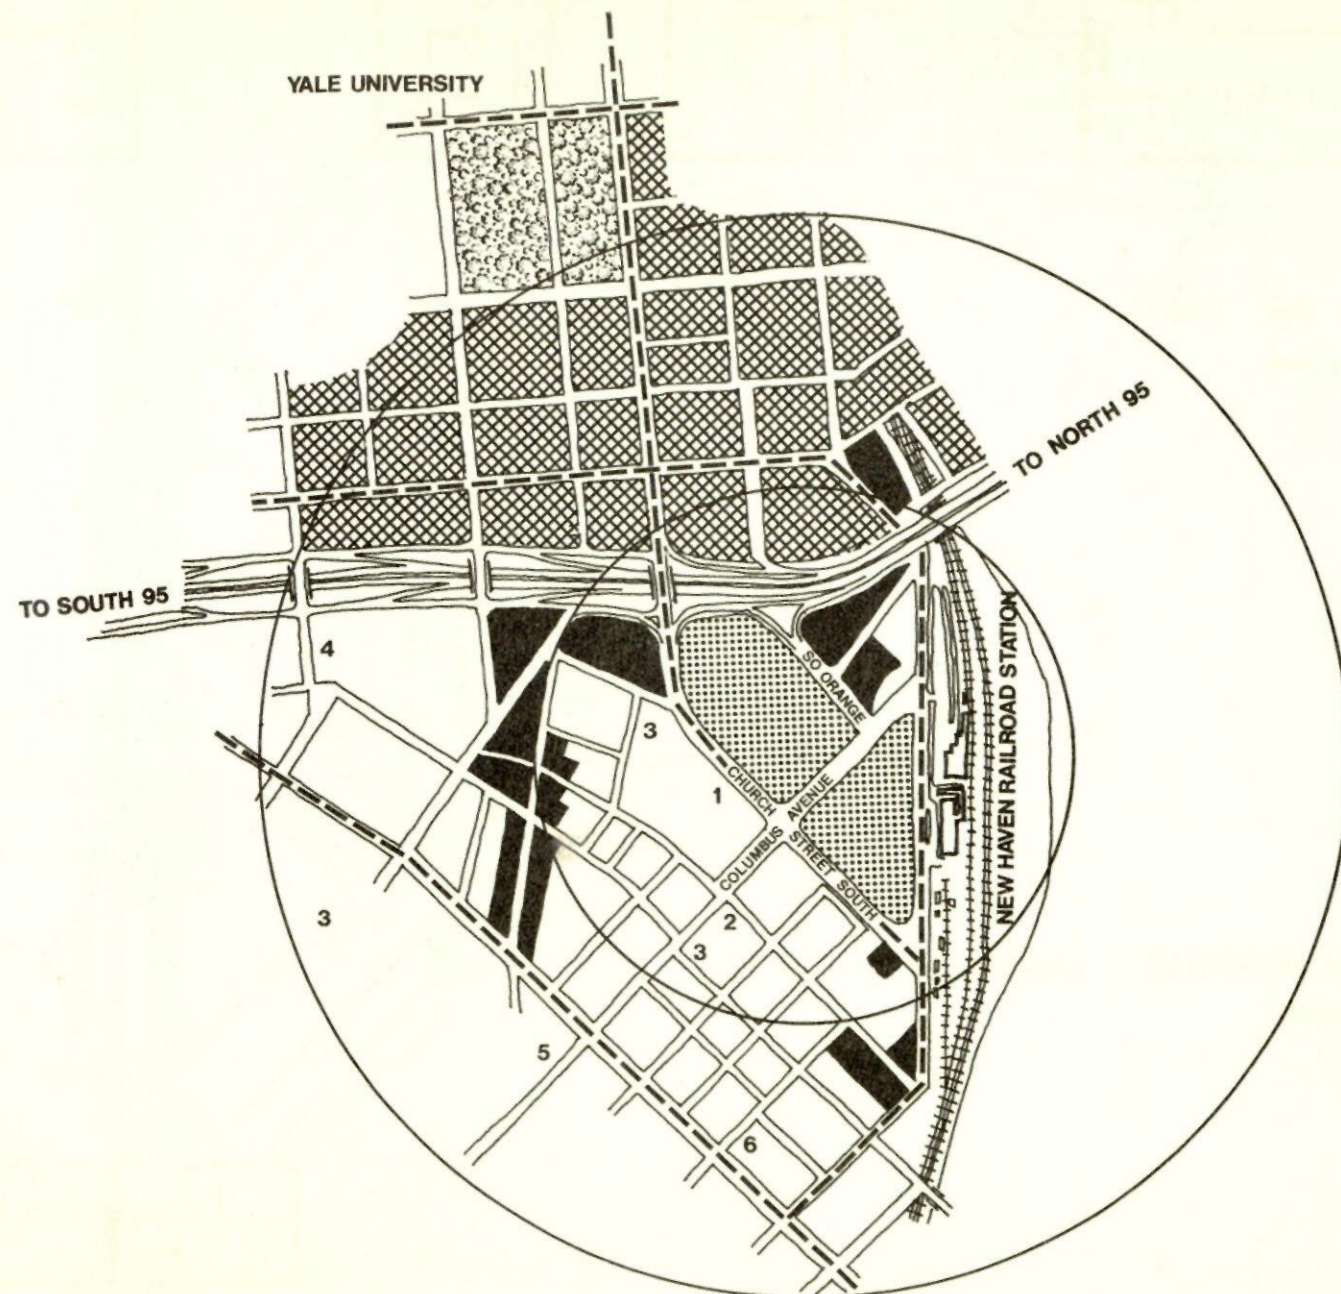 YALE UNIVERSITY
TO NORTH 95
TO SOUTH 95
NEW HAVEN RAILROAD STATION
4
SO ORANGE
3
1
CHURCH STREET SOUTH
COLUMBUS AVENUE
3
2
3
5
6